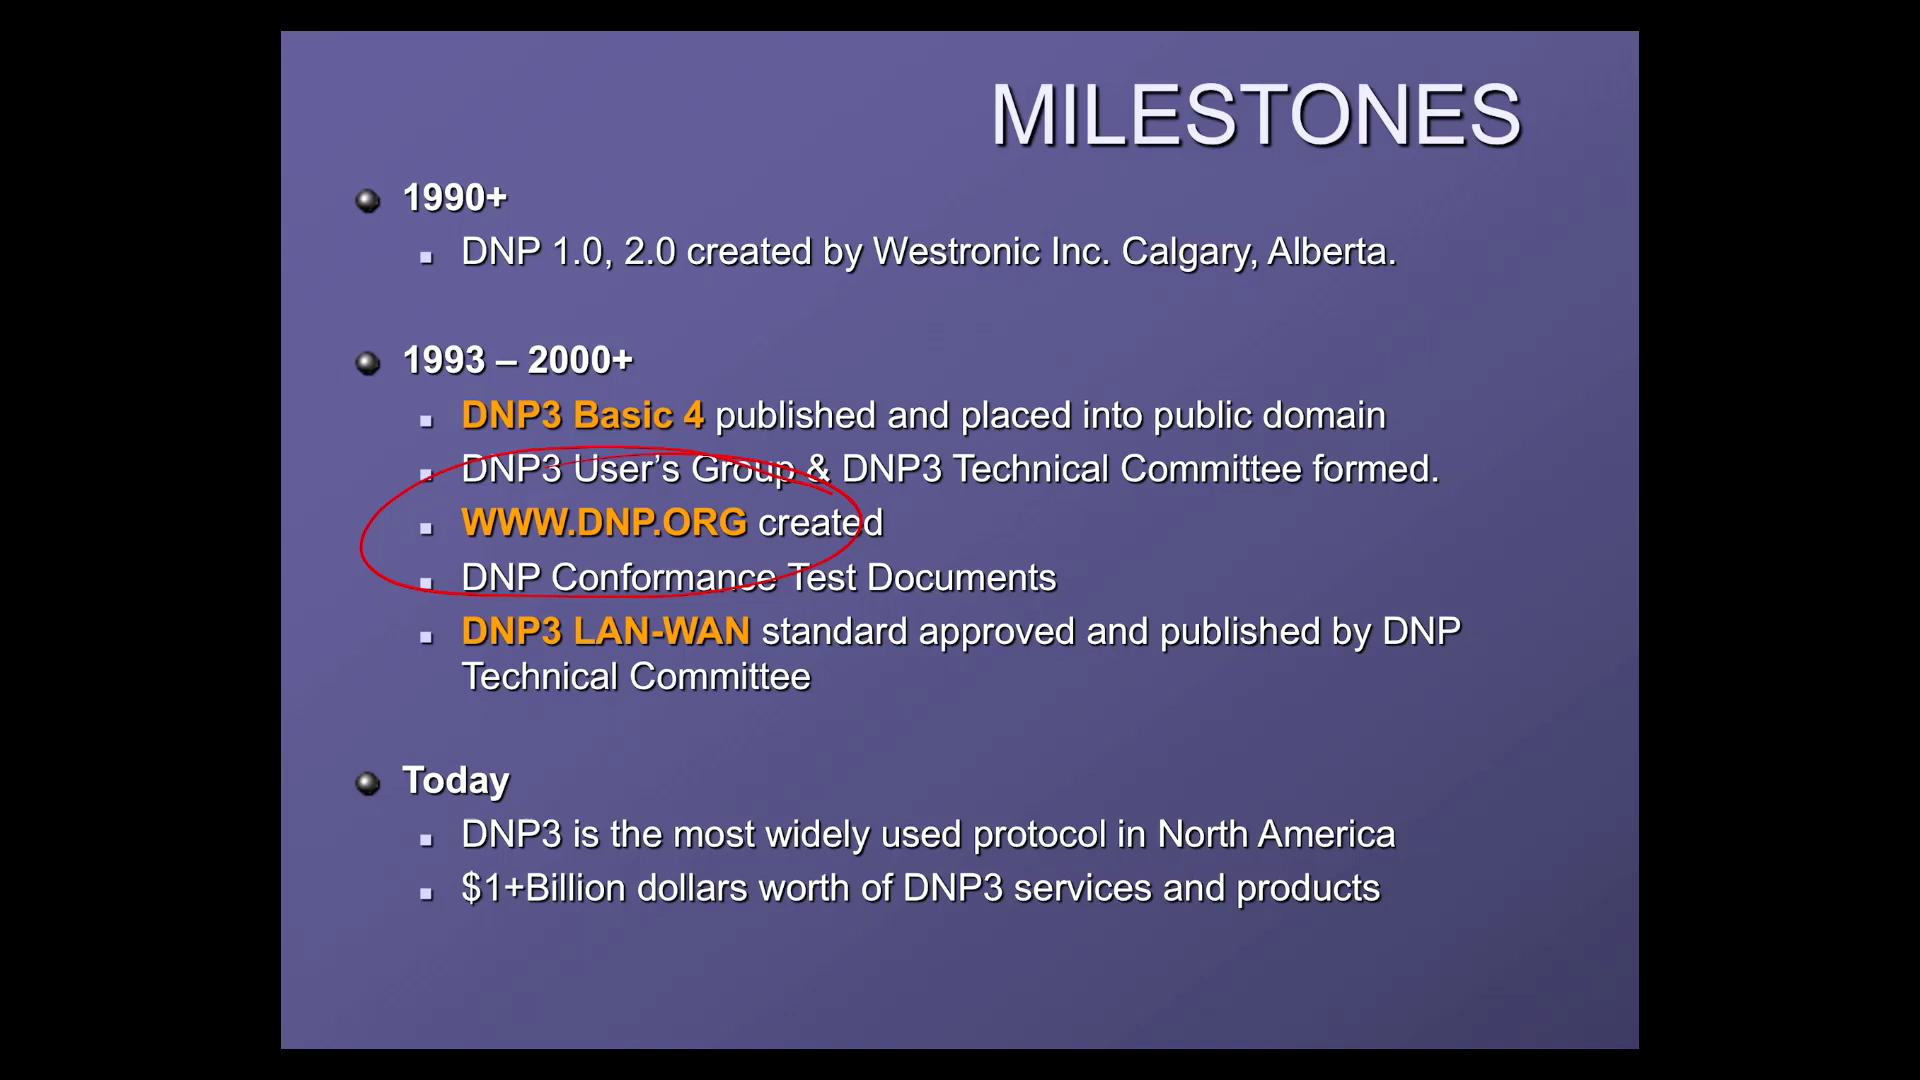 MILESTONES
1990+
DNP 1.0, 2.0 created by Westronic Inc. Calgary, Alberta.
1993 – 2000+
DNP3 Basic 4 published and placed into public domain
DNP3 User’s Group & DNP3 Technical Committee formed.
WWW.DNP.ORG created
DNP Conformance Test Documents
DNP3 LAN-WAN standard approved and published by DNP
Technical Committee
Today
DNP3 is the most widely used protocol in North America
$1+Billion dollars worth of DNP3 services and products